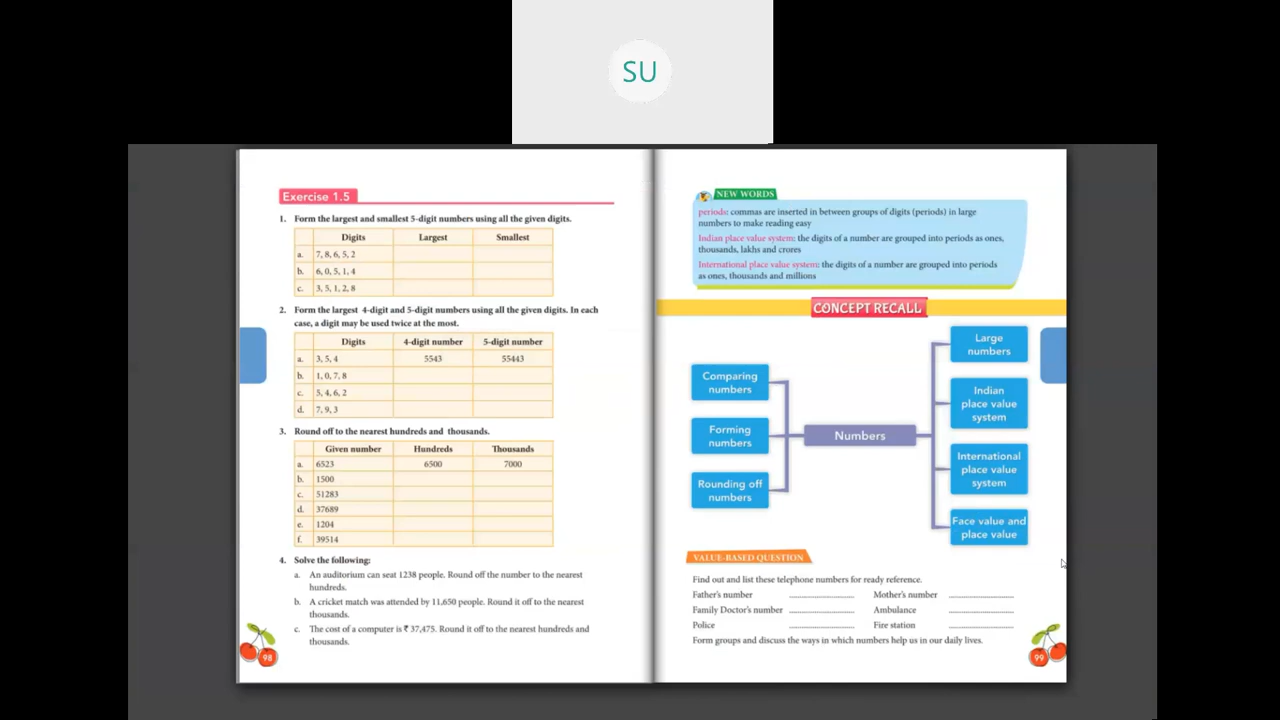 SU
Exercise 1.5
1. Form the largest and smallest 5-digit numbers using all the given digits.
Digits Largest Smallest
a. 7, 8, 6, 5, 2
b. 6, 0, 5, 1, 4
c. 3, 5, 1, 2, 8
2. Form the largest 4-digit and 5-digit numbers using all the given digits. In each
case, a digit may be used twice at the most.
Digits 4-digit number 5-digit number
a. 3, 5, 4 5543 55443
b. 1, 0, 7, 8
c. 5, 4, 6, 2
d. 7, 9, 3
3. Round off to the nearest hundreds and thousands.
Given number Hundreds Thousands
a. 6523 6500 7000
b. 1500
c. 51283
d. 37689
e. 1204
f. 39514
4. Solve the following:
a. An auditorium can seat 1238 people. Round off the number to the nearest
hundreds.
b. A cricket match was attended by 11,650 people. Round it off to the nearest
thousands.
c. The cost of a computer is ₹ 37,475. Round it off to the nearest hundreds and
thousands.
98
NEW WORDS
periods: commas are inserted in between groups of digits (periods) in large
numbers to make reading easy
Indian place value system: the digits of a number are grouped into periods as ones,
thousands, lakhs and crores
International place value system: the digits of a number are grouped into periods
as ones, thousands and millions
CONCEPT RECALL
Comparing
numbers
Forming
numbers
Rounding off
numbers
Numbers
Large
numbers
Indian
place value
system
International
place value
system
Face value and
place value
VALUE-BASED QUESTION
Find out and list these telephone numbers for ready reference.
Father's number .................... Mother's number ....................
Family Doctor's number .................... Ambulance ....................
Police .................... Fire station ....................
Form groups and discuss the ways in which numbers help us in our daily lives.
99